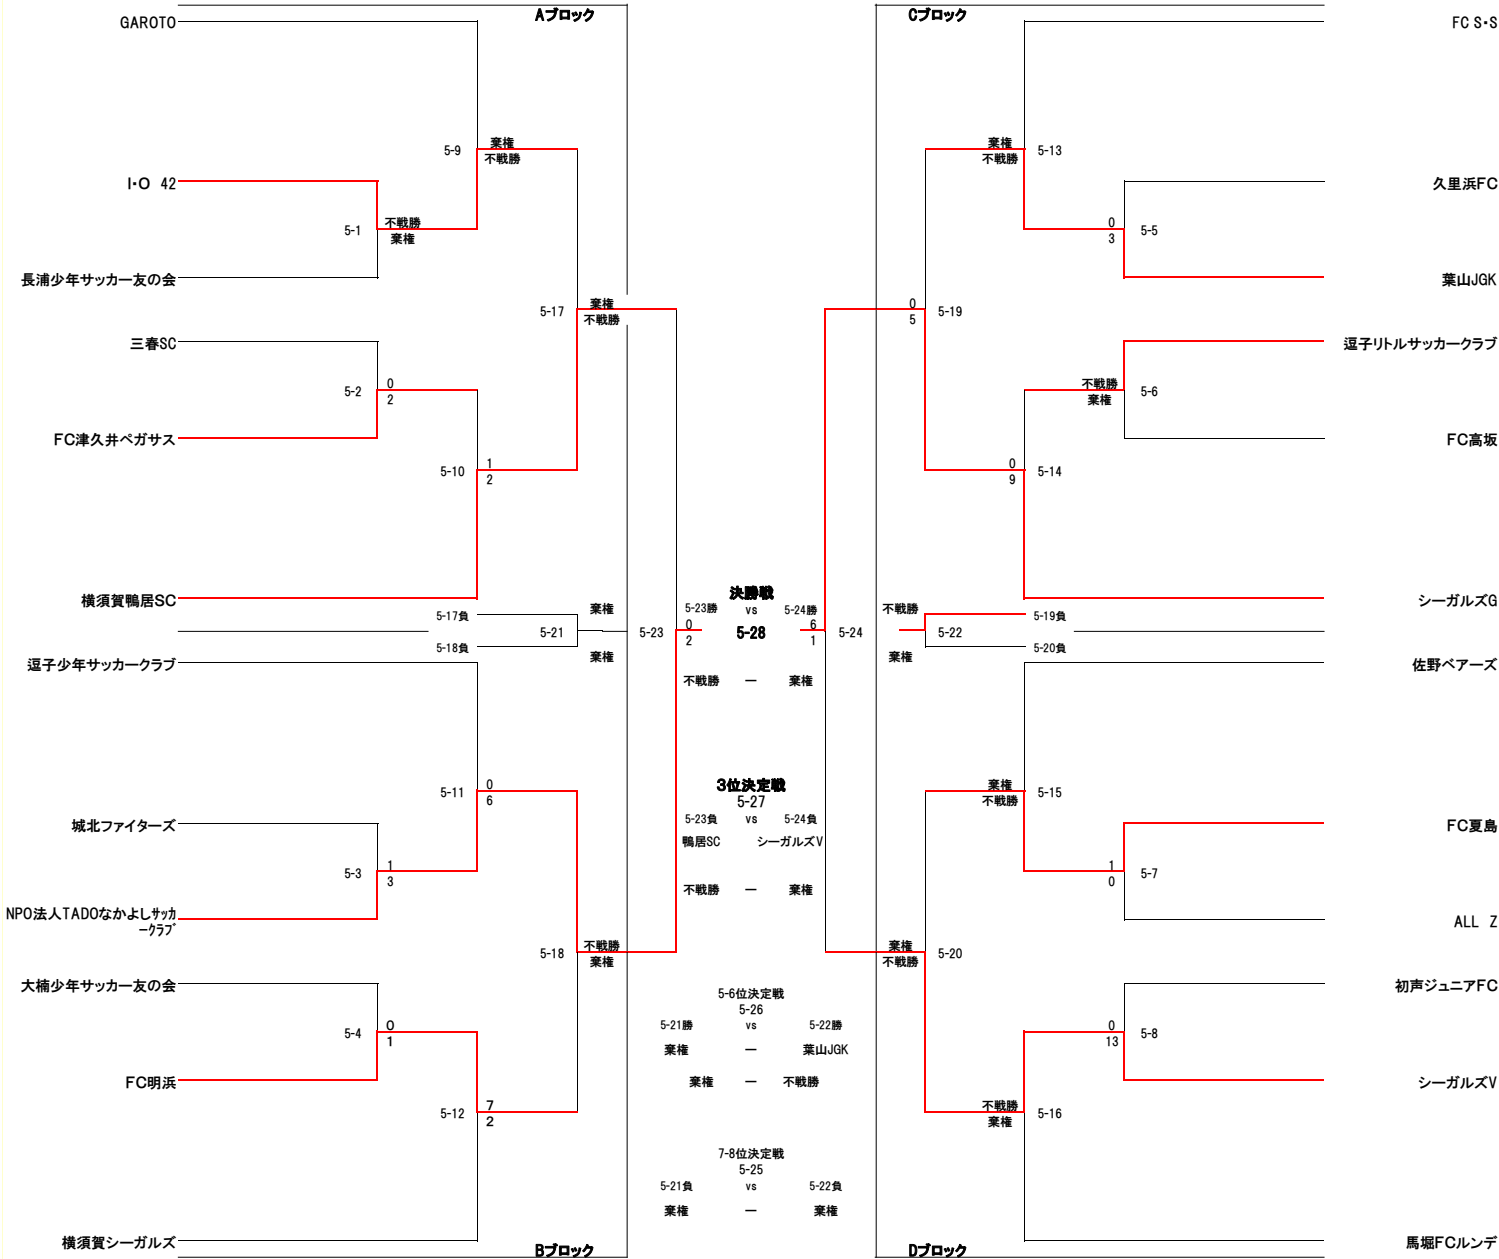 Aブロック
Cブロック
GAROTO
FC S・S
5-9
棄権
不戦勝
棄権
不戦勝
5-13
I・O 42
久里浜FC
5-1
不戦勝
棄権
0
3
5-5
長浦少年サッカー友の会
葉山JGK
5-17
棄権
不戦勝
0
5
5-19
三春SC
逗子リトルサッカークラブ
5-2
0
2
不戦勝
棄権
5-6
FC津久井ペガサス
FC高坂
5-10
1
2
0
9
5-14
横須賀鴨居SC
シーガルズG
決勝戦
5-23勝
vs
5-24勝
5-28
0
2
6
1
5-23
5-24
不戦勝
ー
棄権
5-17負
5-18負
5-21
棄権
棄権
不戦勝
棄権
5-22
5-19負
5-20負
逗子少年サッカークラブ
佐野ベアーズ
5-11
0
6
棄権
不戦勝
5-15
3位決定戦
5-27
5-23負
vs
5-24負
鴨居SC
シーガルズV
不戦勝
ー
棄権
城北ファイターズ
FC夏島
5-3
1
3
1
0
5-7
NPO法人TADOなかよしサッカ
ークラブ
ALL Z
5-18
不戦勝
棄権
棄権
不戦勝
5-20
大楠少年サッカー友の会
初声ジュニアFC
5-6位決定戦
5-26
5-21勝
vs
5-22勝
棄権
ー
葉山JGK
棄権
ー
不戦勝
5-4
0
1
0
13
5-8
FC明浜
シーガルズV
5-12
7
2
不戦勝
棄権
5-16
7-8位決定戦
5-25
5-21負
vs
5-22負
棄権
ー
棄権
横須賀シーガルズ
馬堀FCルンデ
Bブロック
Dブロック